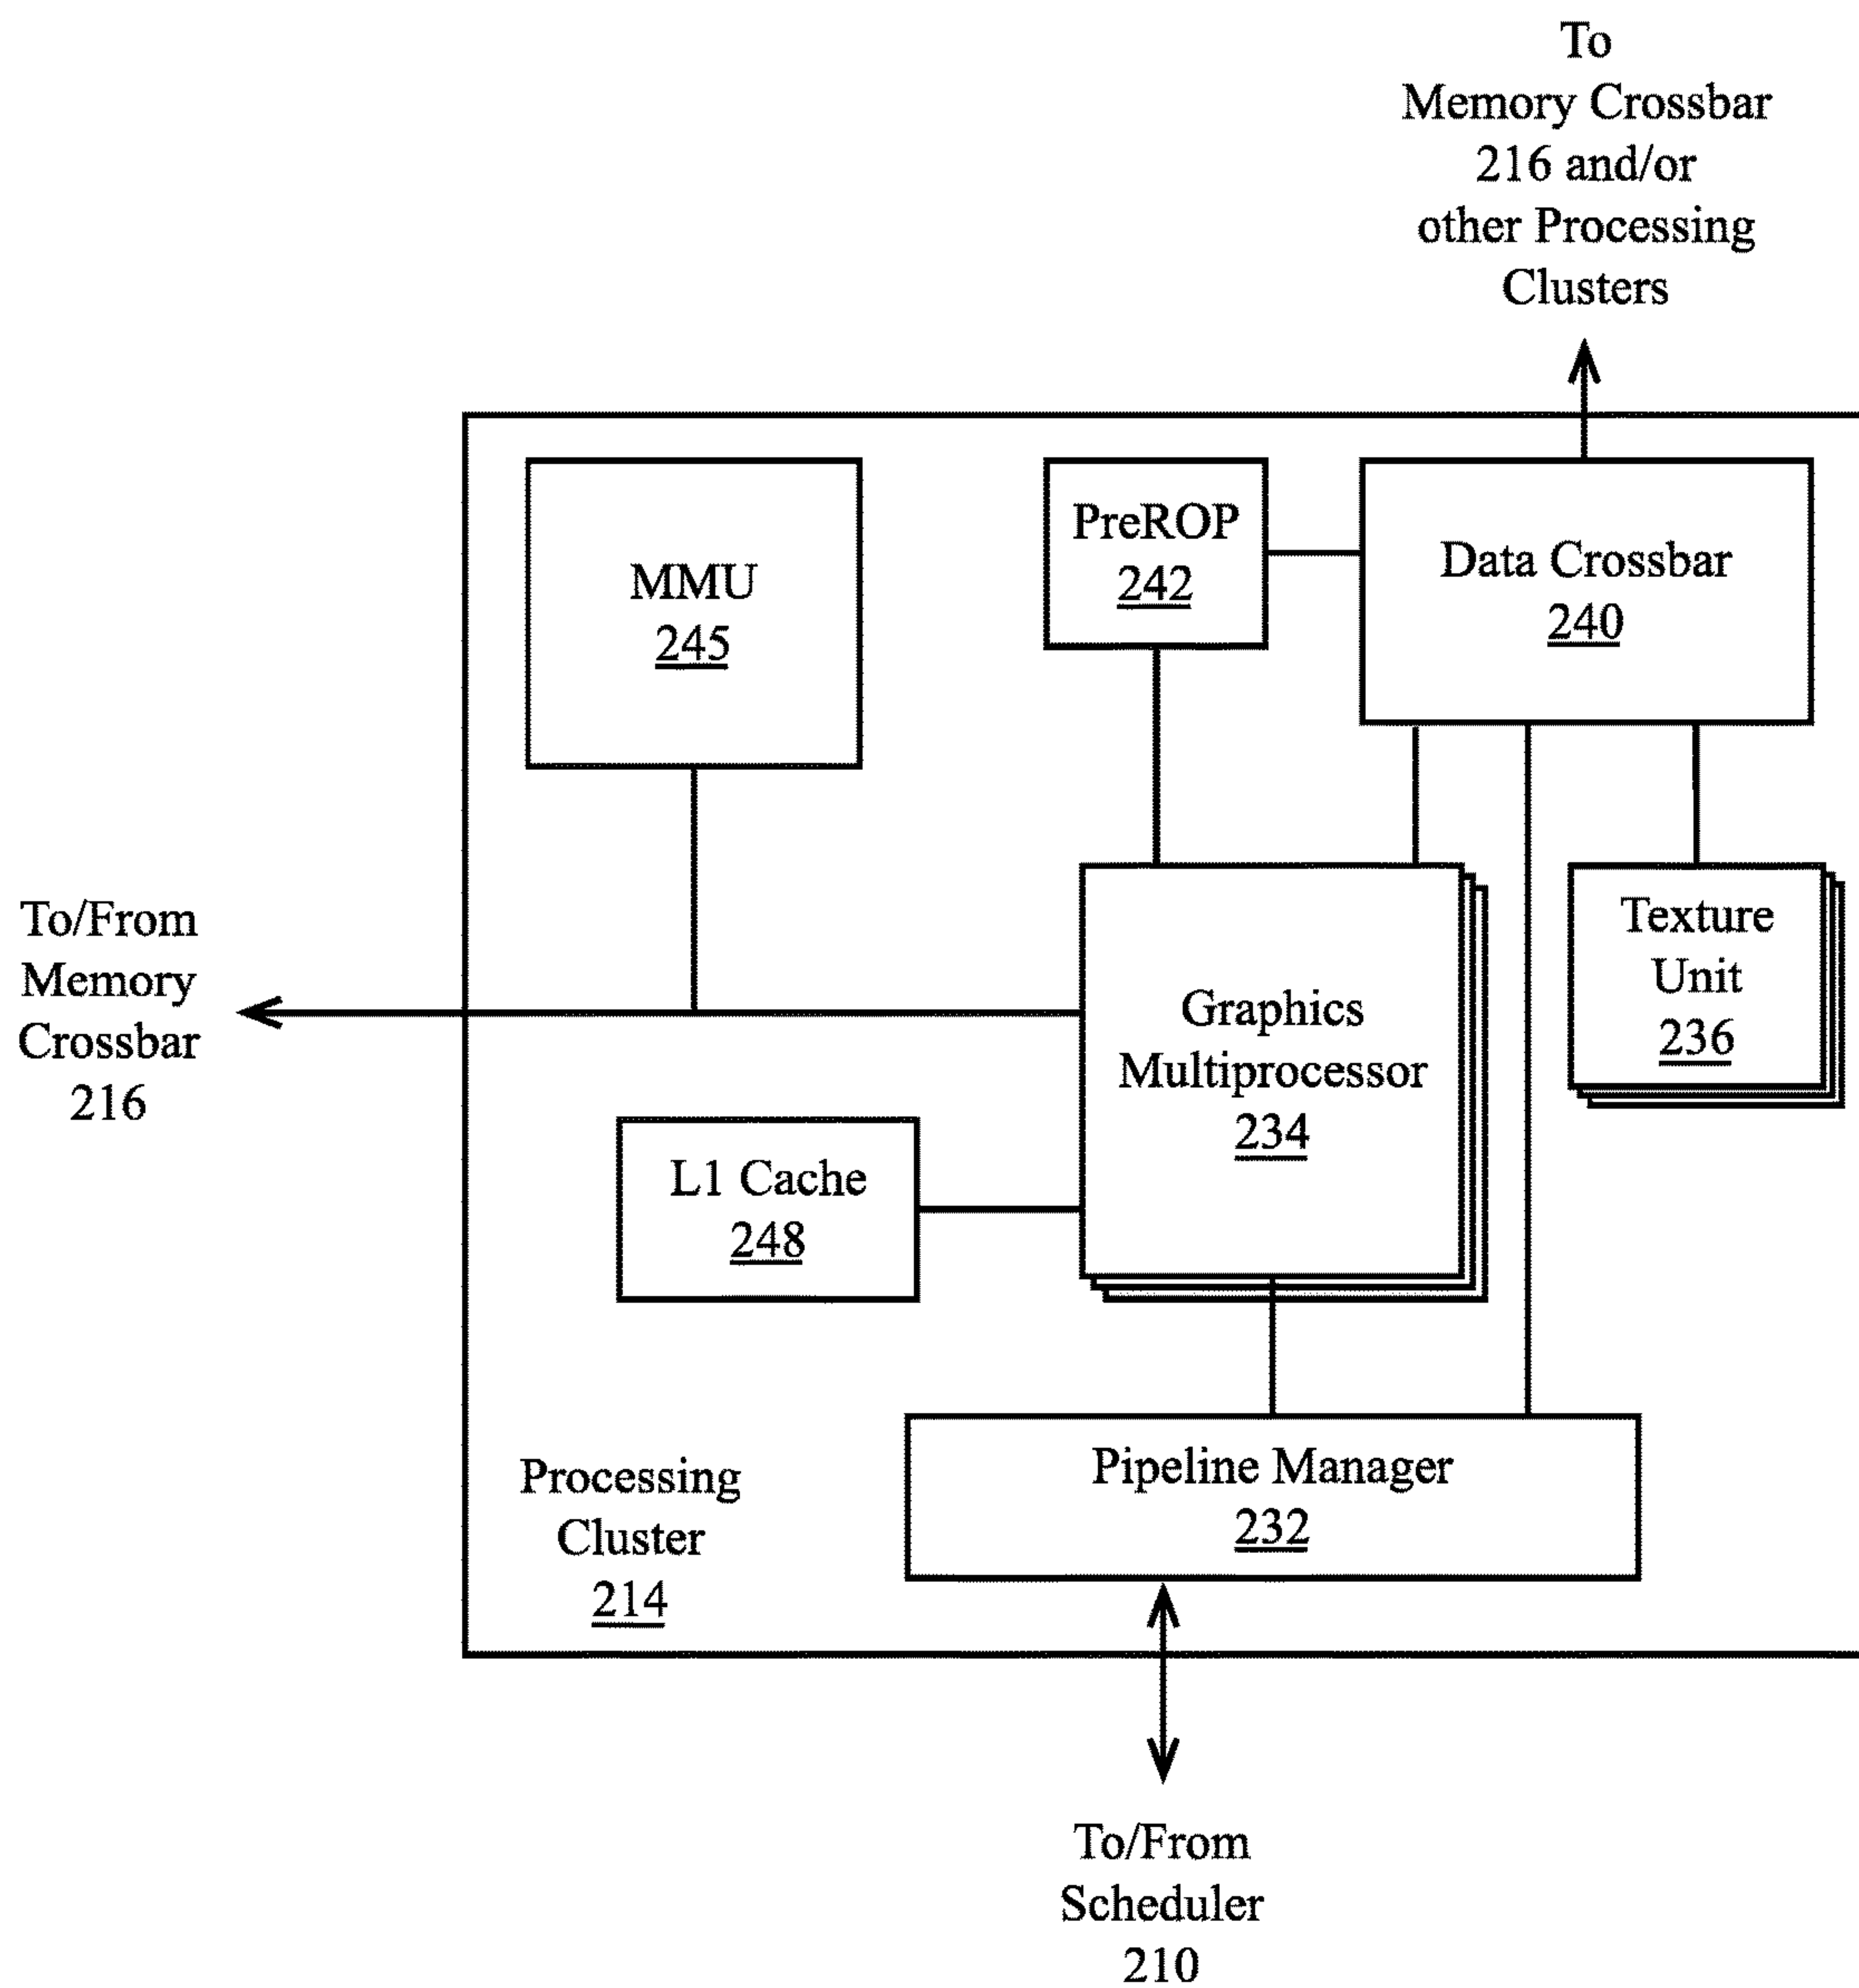 To
Memory Crossbar
216 and/or
other Processing
Clusters
MMU
245
PreROP
242
Data Crossbar
240
To/From
Memory
Crossbar
216
Graphics
Multiprocessor
234
Texture
Unit
236
L1 Cache
248
Processing
Cluster
214
Pipeline Manager
232
To/From
Scheduler
210